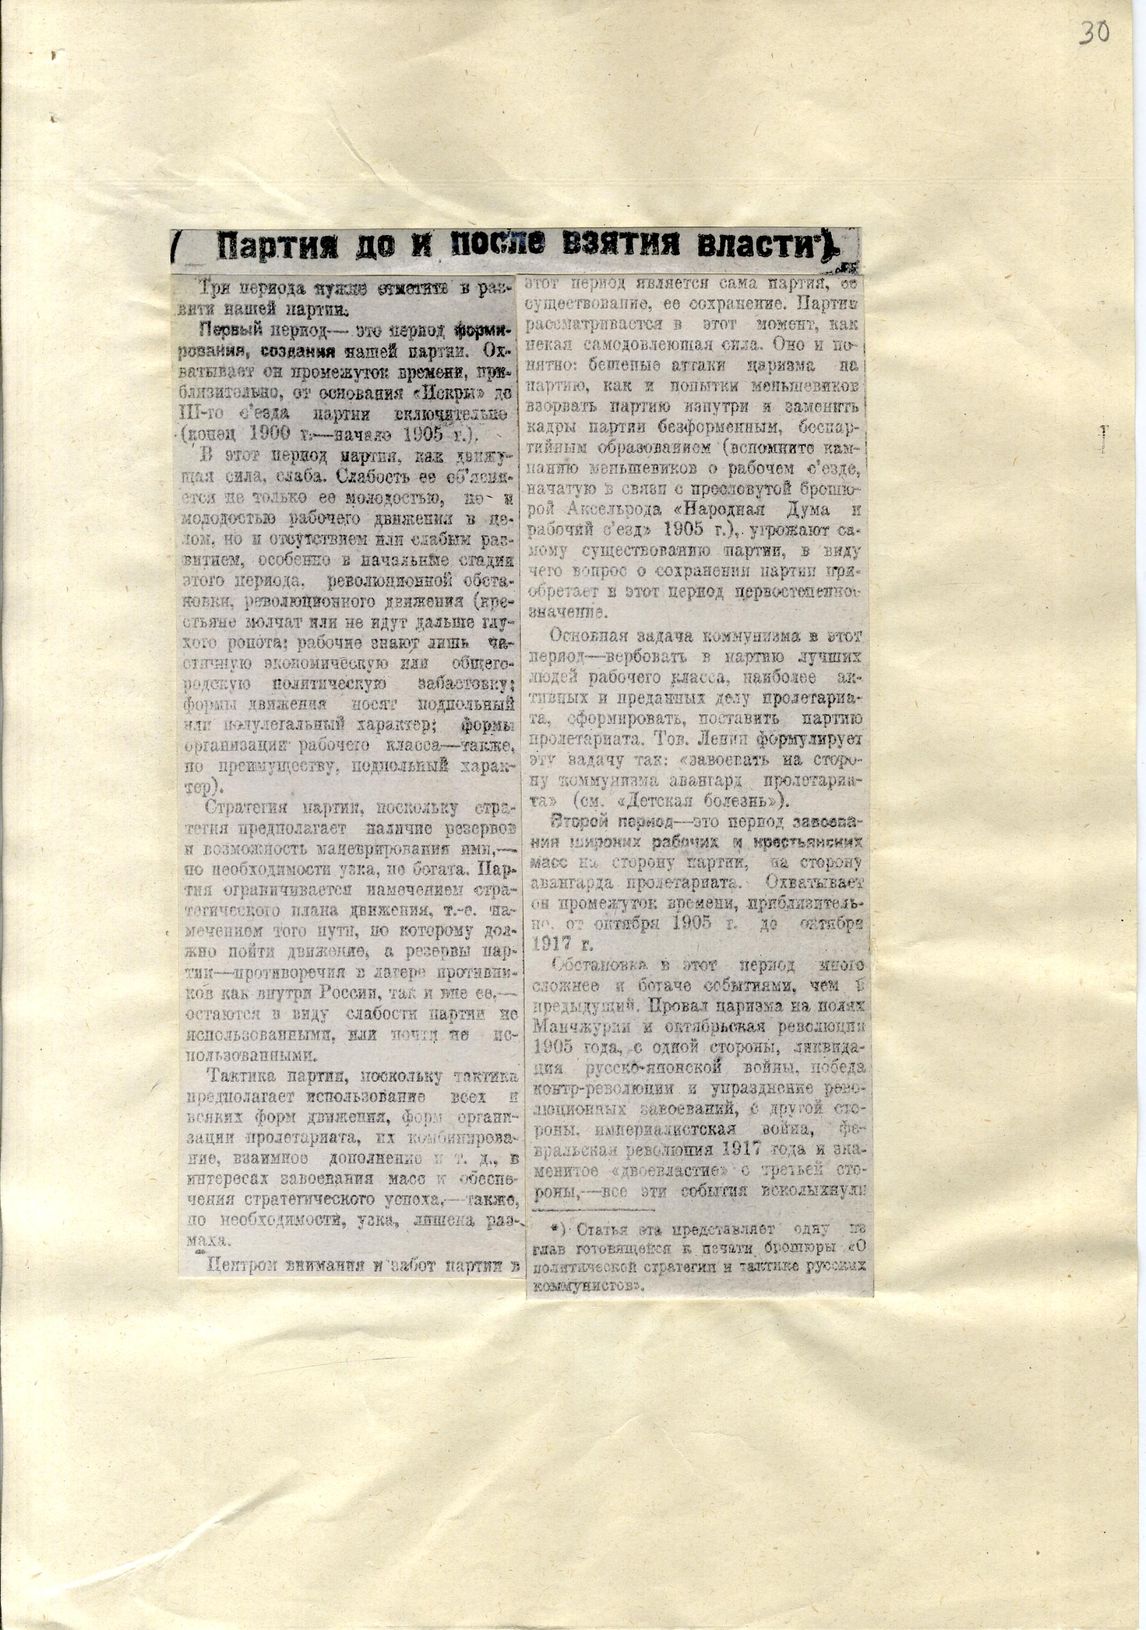 30
Партия до и после взятия власти*).
Три периода нужно отметить в раз-
вити нашей партии.
Первый период— это период форми-
рования, создания нашей партии. Ох-
ватывает он промежуток времени, при-
близительно, от основания «Искры» до
III-го с'езда партии включительно
(конец 1900 г.—начало 1905 г.).
В этот период партия, как движу-
щая сила, слаба. Слабость ее об'ясня-
ется не только ее молодостью, но и
молодостью рабочего движения в це-
лом, но и отсутствием или слабым раз-
витием, особенно в начальные стадии
этого периода, революционной обста-
новки, революционного движения (кре-
стьяне молчат или не идут дальше глу-
хого ропота; рабочие знают лишь ча-
стичную экономическую или общего-
родскую политическую забастовку;
формы движения носят подпольный
или полулегальный характер; формы
организации рабочего класса—также,
по преимуществу, подпольный харак-
тер).
Стратегия партии, поскольку стра-
тегия предполагает наличие резервов
и возможность маневрирования ими,—
по необходимости узка, не богата. Пар-
тия ограничивается намечением стра-
тегического плана движения, т.-е. на-
мечением того пути, по которому дол-
жно пойти движение, а резервы пар-
тии—противоречия в лагере противни-
ков как внутри России, так и вне ее,—
остаются в виду слабости партии не
использованными, или почти не ис-
пользованными.
Тактика партии, поскольку тактика
предполагает использование всех и
всяких форм движения, форм органи-
зации пролетариата, их комбинирова-
ние, взаимное дополнение и т. д., в
интересах завоевания масс и обеспе-
чения стратегического успеха,—также,
по необходимости, узка, лишена раз-
маха.
Центром внимания и забот партии в
этот период является сама партия, ее
существование, ее сохранение. Партия
рассматривается в этот момент, как
некая самодовлеющая сила. Оно и по-
нятно: бешеные аттаки царизма на
партию, как и попытки меньшевиков
взорвать партию изнутри и заменить
кадры партии безформенным, беспар-
тийным образованием (вспомните кам-
панию меньшевиков о рабочем с'езде,
начатую в связи с пресловутой брошю-
рой Аксельрода «Народная Дума и
рабочий с'езд» 1905 г.), угрожают са-
мому существованию партии, в виду
чего вопрос о сохранении партии при-
обретает в этот период первостепенное
значение.
Основная задача коммунизма в этот
период—вербовать в партию лучших
людей рабочего класса, наиболее ак-
тивных и преданных делу пролетариа-
та, сформировать, поставить партию
пролетариата. Тов. Ленин формулирует
эту задачу так: «завоевать на сторо-
ну коммунизма авангард пролетариа-
та» (см. «Детская болезнь»).
Второй период—это период завоева-
ния широких рабочих и крестьянских
масс на сторону партии, на сторону
авангарда пролетариата. Охватывает
он промежуток времени, приблизитель-
но, от октября 1905 г. до октября
1917 г.
Обстановка в этот период много
сложнее и богаче событиями, чем в
предыдущий. Провал царизма на полях
Манчжурии и октябрьская революция
1905 года, с одной стороны, ликвида-
ция русско-японской войны, победа
контр-революции и упразднение рево-
люционных завоеваний, с другой сто-
роны, империалистская война, фе-
вральская революция 1917 года и зна-
менитое «двоевластие» с третьей сто-
роны,—все эти события всколыхнули
*) Статья эта представляет одну из
глав готовящейся к печати брошюры «О
политической стратегии и тактике русских
коммунистов».